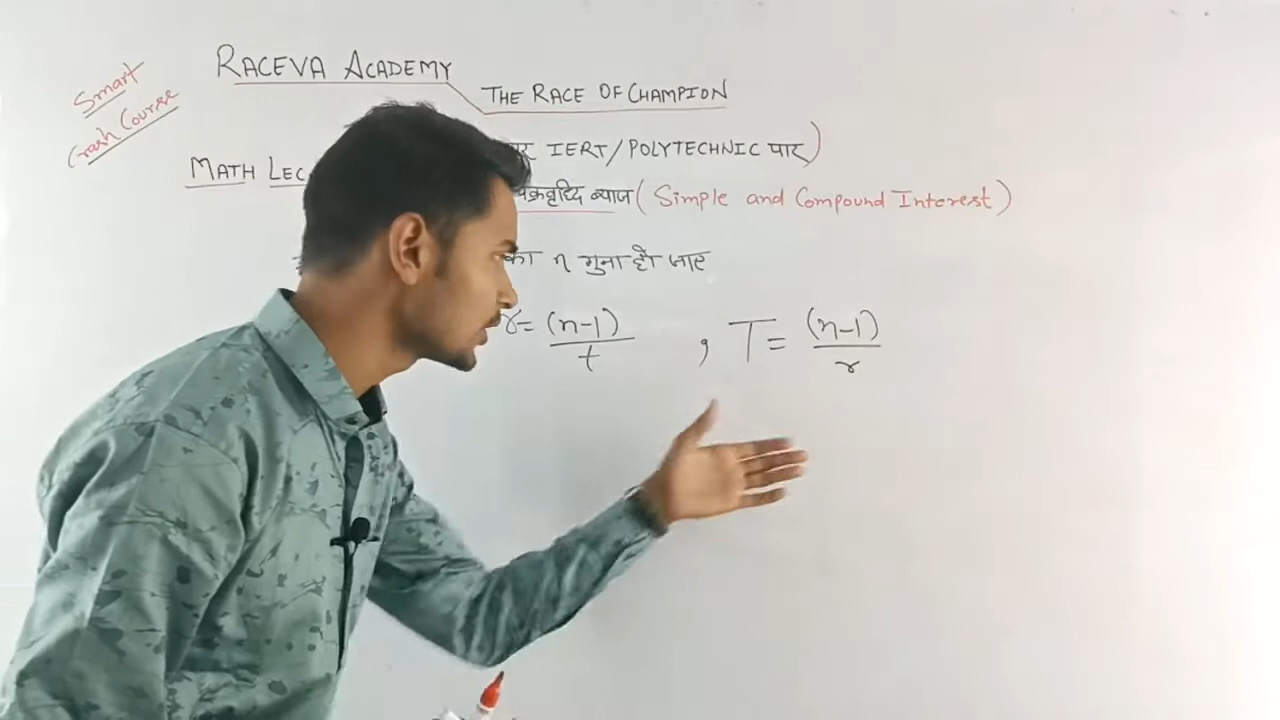 Smart
Crash Course
RACEVA ACADEMY
THE RACE OF CHAMPION
IERT/POLYTECHNIC पार)
MATH LEC
चक्रवृध्दि ब्याज (Simple and Compound Interest)
का n गुना हो जाए
r= (n-1)/t , T= (n-1)/r